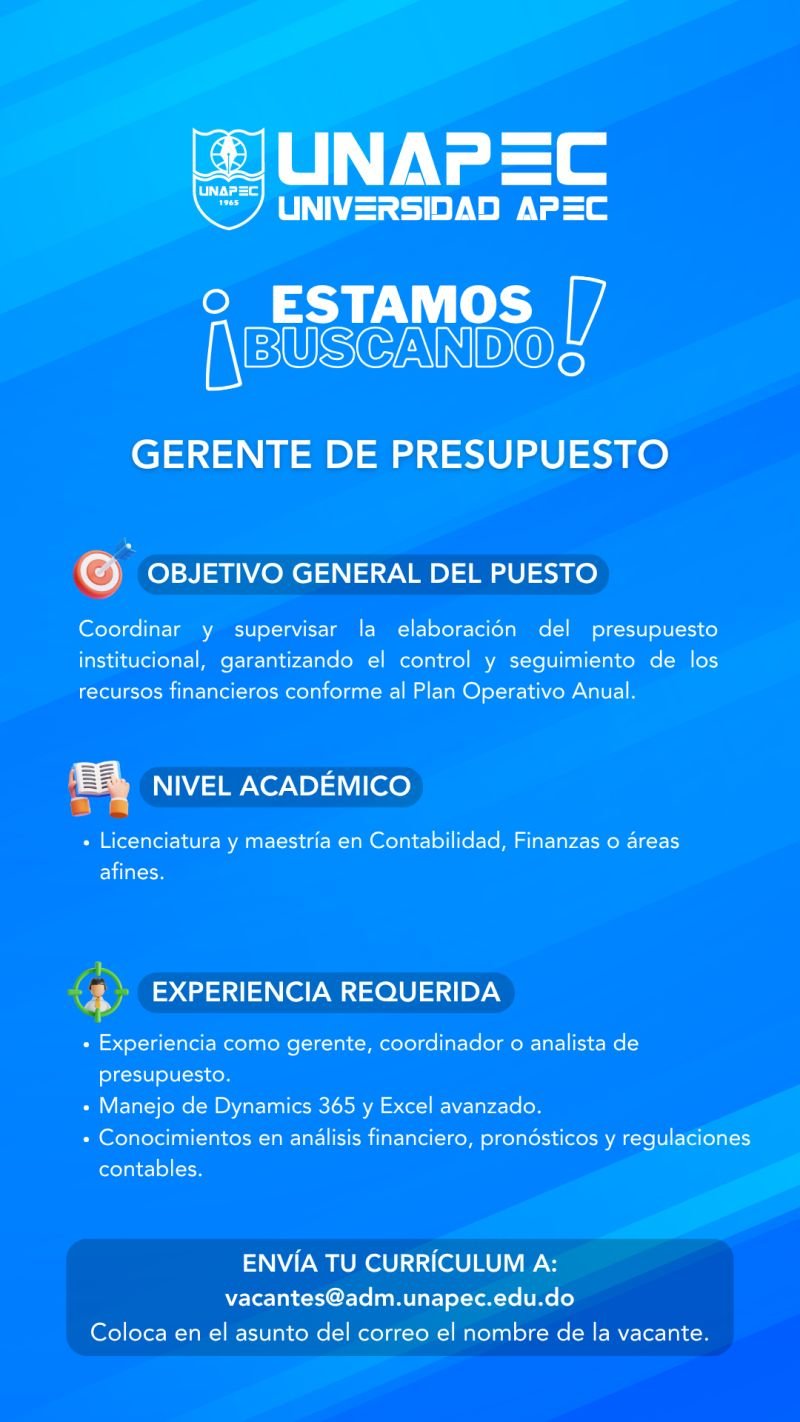 UNAPEC
1965
UNAPEC
UNIVERSIDAD APEC
¡ESTAMOS
BUSCANDO!
GERENTE DE PRESUPUESTO
OBJETIVO GENERAL DEL PUESTO
Coordinar y supervisar la elaboración del presupuesto
institucional, garantizando el control y seguimiento de los
recursos financieros conforme al Plan Operativo Anual.
NIVEL ACADÉMICO
• Licenciatura y maestría en Contabilidad, Finanzas o áreas
afines.
EXPERIENCIA REQUERIDA
• Experiencia como gerente, coordinador o analista de
presupuesto.
• Manejo de Dynamics 365 y Excel avanzado.
• Conocimientos en análisis financiero, pronósticos y regulaciones
contables.
ENVÍA TU CURRÍCULUM A:
vacantes@adm.unapec.edu.do
Coloca en el asunto del correo el nombre de la vacante.